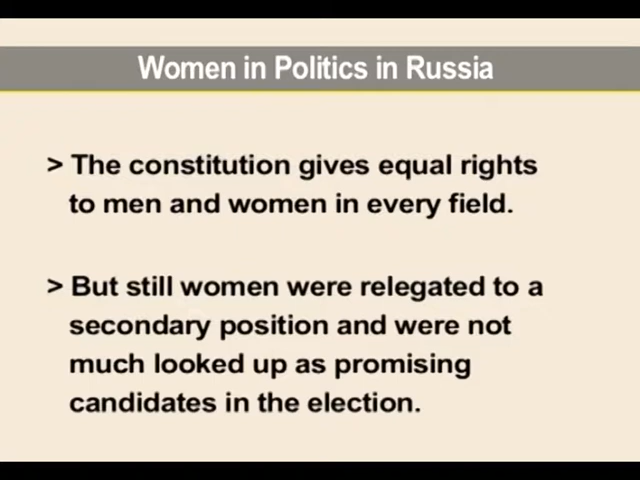 Women in Politics in Russia
> The constitution gives equal rights
to men and women in every field.
> But still women were relegated to a
secondary position and were not
much looked up as promising
candidates in the election.